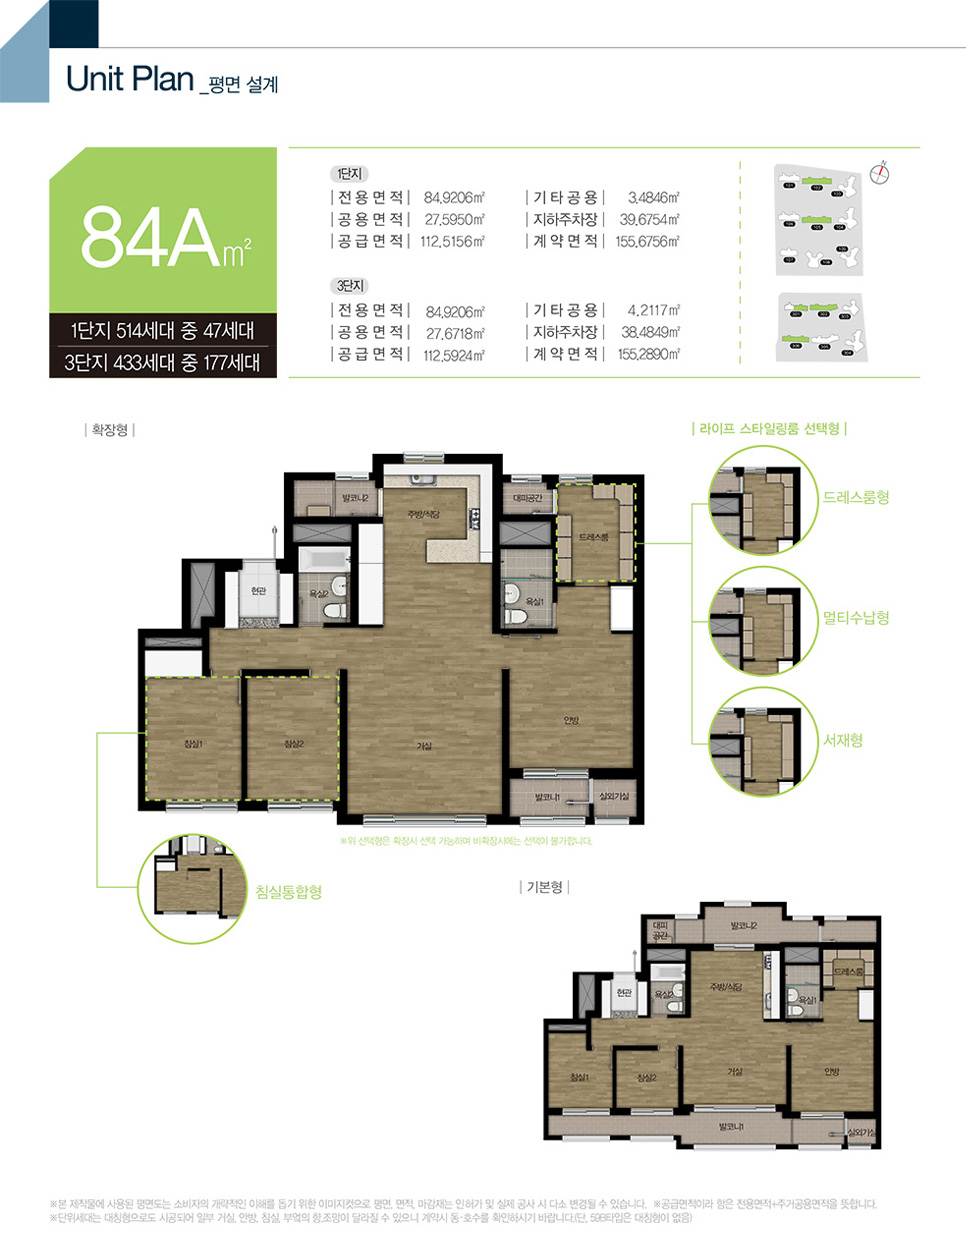 Unit Plan _평면 설계
84A㎡
1단지 514세대 중 47세대
3단지 433세대 중 177세대
1단지
| 전 용 면 적 | 84.9206㎡ | 기 타 공 용 | 3.4846㎡
| 공 용 면 적 | 27.5950㎡ | 지하주차장 | 39.6754㎡
| 공 급 면 적 | 112.5156㎡ | 계 약 면 적 | 155.6756㎡
3단지
| 전 용 면 적 | 84.9206㎡ | 기 타 공 용 | 4.2117㎡
| 공 용 면 적 | 27.6718㎡ | 지하주차장 | 38.4849㎡
| 공 급 면 적 | 112.5924㎡ | 계 약 면 적 | 155.2890㎡
N
| 확장형 |
| 라이프 스타일링룸 선택형 |
발코니2
주방/식당
대피공간
드레스룸
드레스룸형
현관
욕실2
욕실1
멀티수납형
침실1
침실2
거실
안방
서재형
발코니1
실외기실
※위 선택형은 확장시 선택 가능하며 비확장시에는 선택이 불가합니다.
침실통합형
| 기본형 |
대피
공간
발코니2
현관
욕실2
주방/식당
욕실1
드레스룸
침실1
침실2
거실
안방
발코니1
실외기실
※본 제작물에 사용된 평면도는 소비자의 개략적인 이해를 돕기 위한 이미지컷으로 평면, 면적, 마감재는 인허가 및 실제 공사 시 다소 변경될 수 있습니다. ※공급면적이라 함은 전용면적+주거공용면적을 뜻합니다.
※단위세대는 대칭형으로도 시공되어 일부 거실, 안방, 침실, 부엌의 향,조망이 달라질 수 있으니 계약시 동·호수를 확인하시기 바랍니다.(단, 59B타입은 대칭형이 없음)